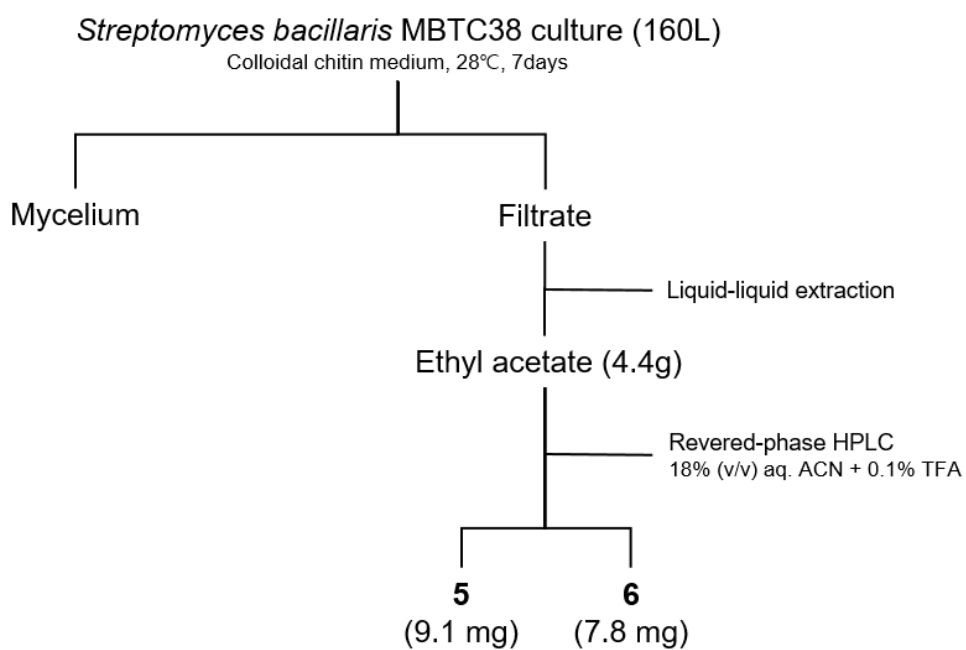 Streptomyces bacillaris MBTC38 culture (160L)
Colloidal chitin medium, 28℃, 7days
Mycelium
Filtrate
Liquid-liquid extraction
Ethyl acetate (4.4g)
Revered-phase HPLC
18% (v/v) aq. ACN + 0.1% TFA
5
(9.1 mg)
6
(7.8 mg)